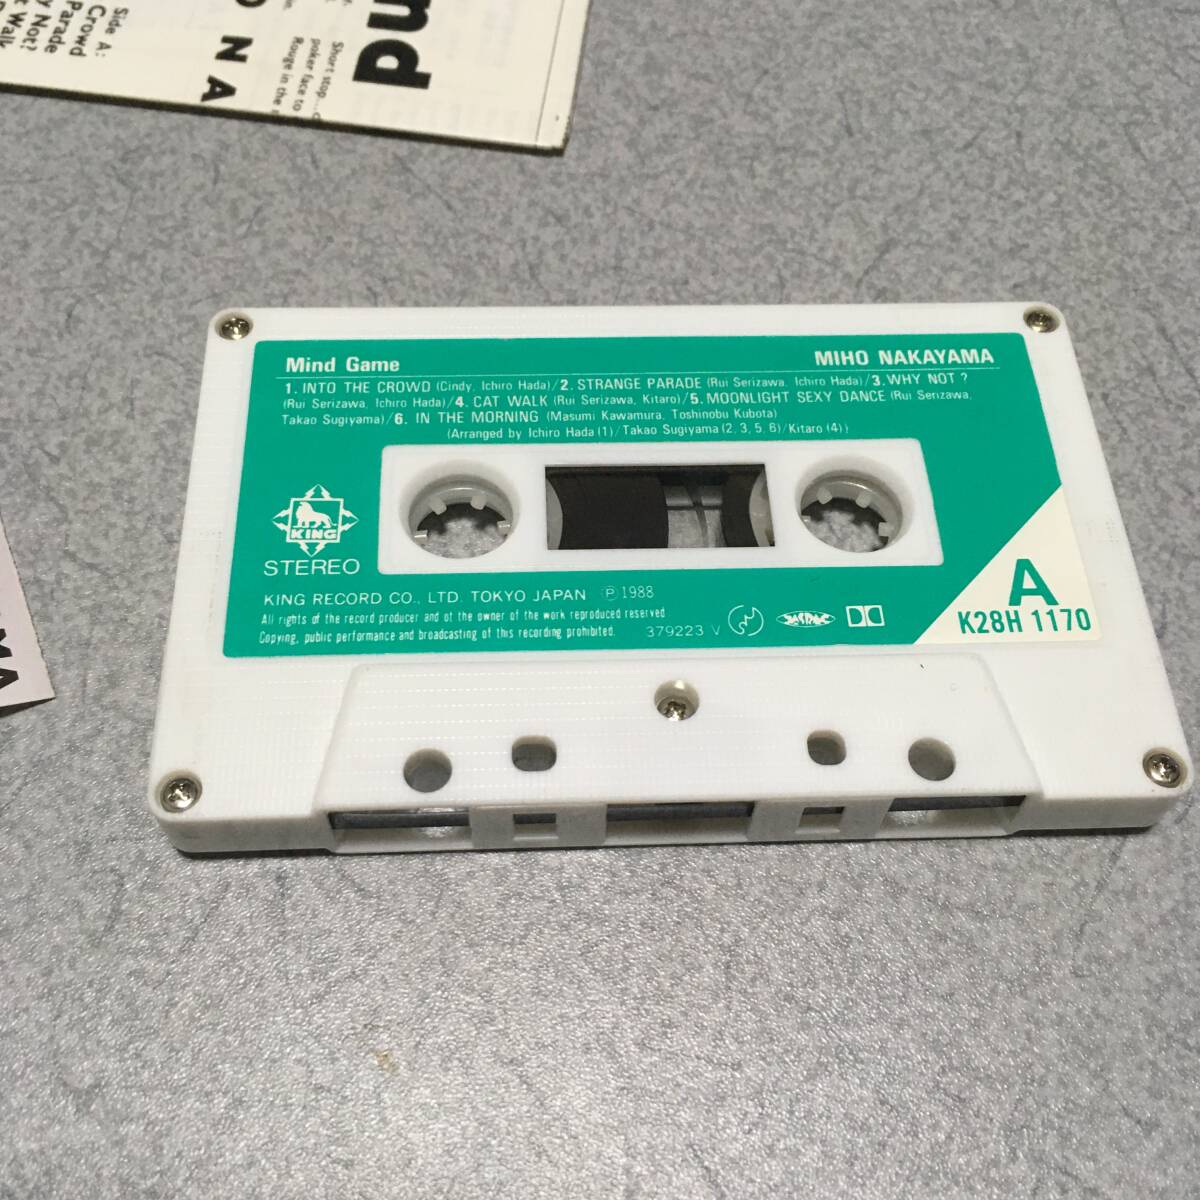 nd
N A
Short stop...
poker face to
Rouge in the
Side A:
Crowd
Parade
y Not?
Walk
MA
Mind Game
MIHO NAKAYAMA
1. INTO THE CROWD (Cindy, Ichiro Hada)/2. STRANGE PARADE (Rui Serizawa, Ichiro Hada)/3. WHY NOT?
(Rui Serizawa, Ichiro Hada)/4. CAT WALK (Rui Serizawa, Kitaro)/5. MOONLIGHT SEXY DANCE (Rui Serizawa,
Takao Sugiyama)/6. IN THE MORNING (Masumi Kawamura, Toshinobu Kubota)
(Arranged by Ichiro Hada(1)/Takao Sugiyama(2,3,5,6)/Kitaro(4))
KING
STEREO
KING RECORD CO., LTD. TOKYO JAPAN Ⓟ1988
All rights of the record producer and of the owner of the work reproduced reserved.
Copying, public performance and broadcasting of this recording prohibited.
379223 V
JASRAC
A
K28H 1170